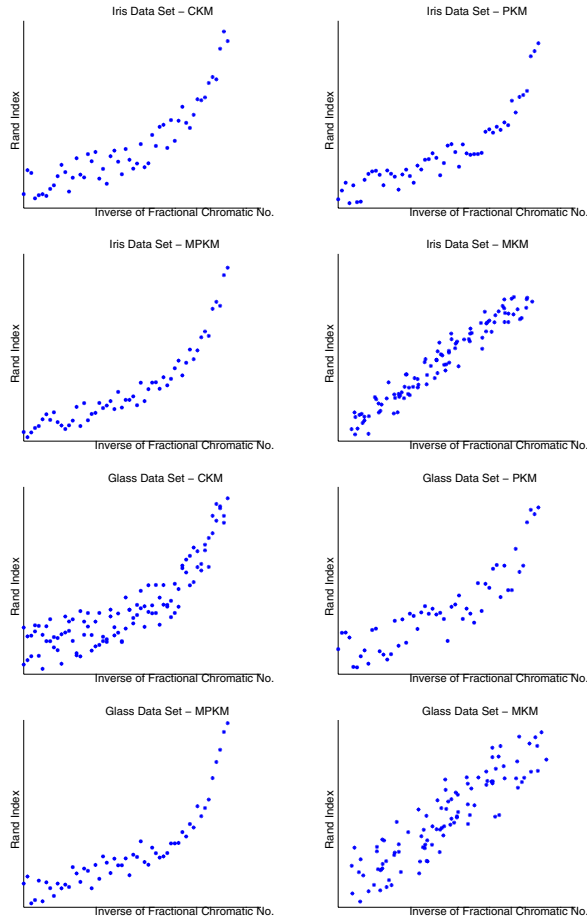 Iris Data Set − CKM
Rand Index
Inverse of Fractional Chromatic No.
Iris Data Set − PKM
Rand Index
Inverse of Fractional Chromatic No.
Iris Data Set − MPKM
Rand Index
Inverse of Fractional Chromatic No.
Iris Data Set − MKM
Rand Index
Inverse of Fractional Chromatic No.
Glass Data Set − CKM
Rand Index
Inverse of Fractional Chromatic No.
Glass Data Set − PKM
Rand Index
Inverse of Fractional Chromatic No.
Glass Data Set − MPKM
Rand Index
Inverse of Fractional Chromatic No.
Glass Data Set − MKM
Rand Index
Inverse of Fractional Chromatic No.